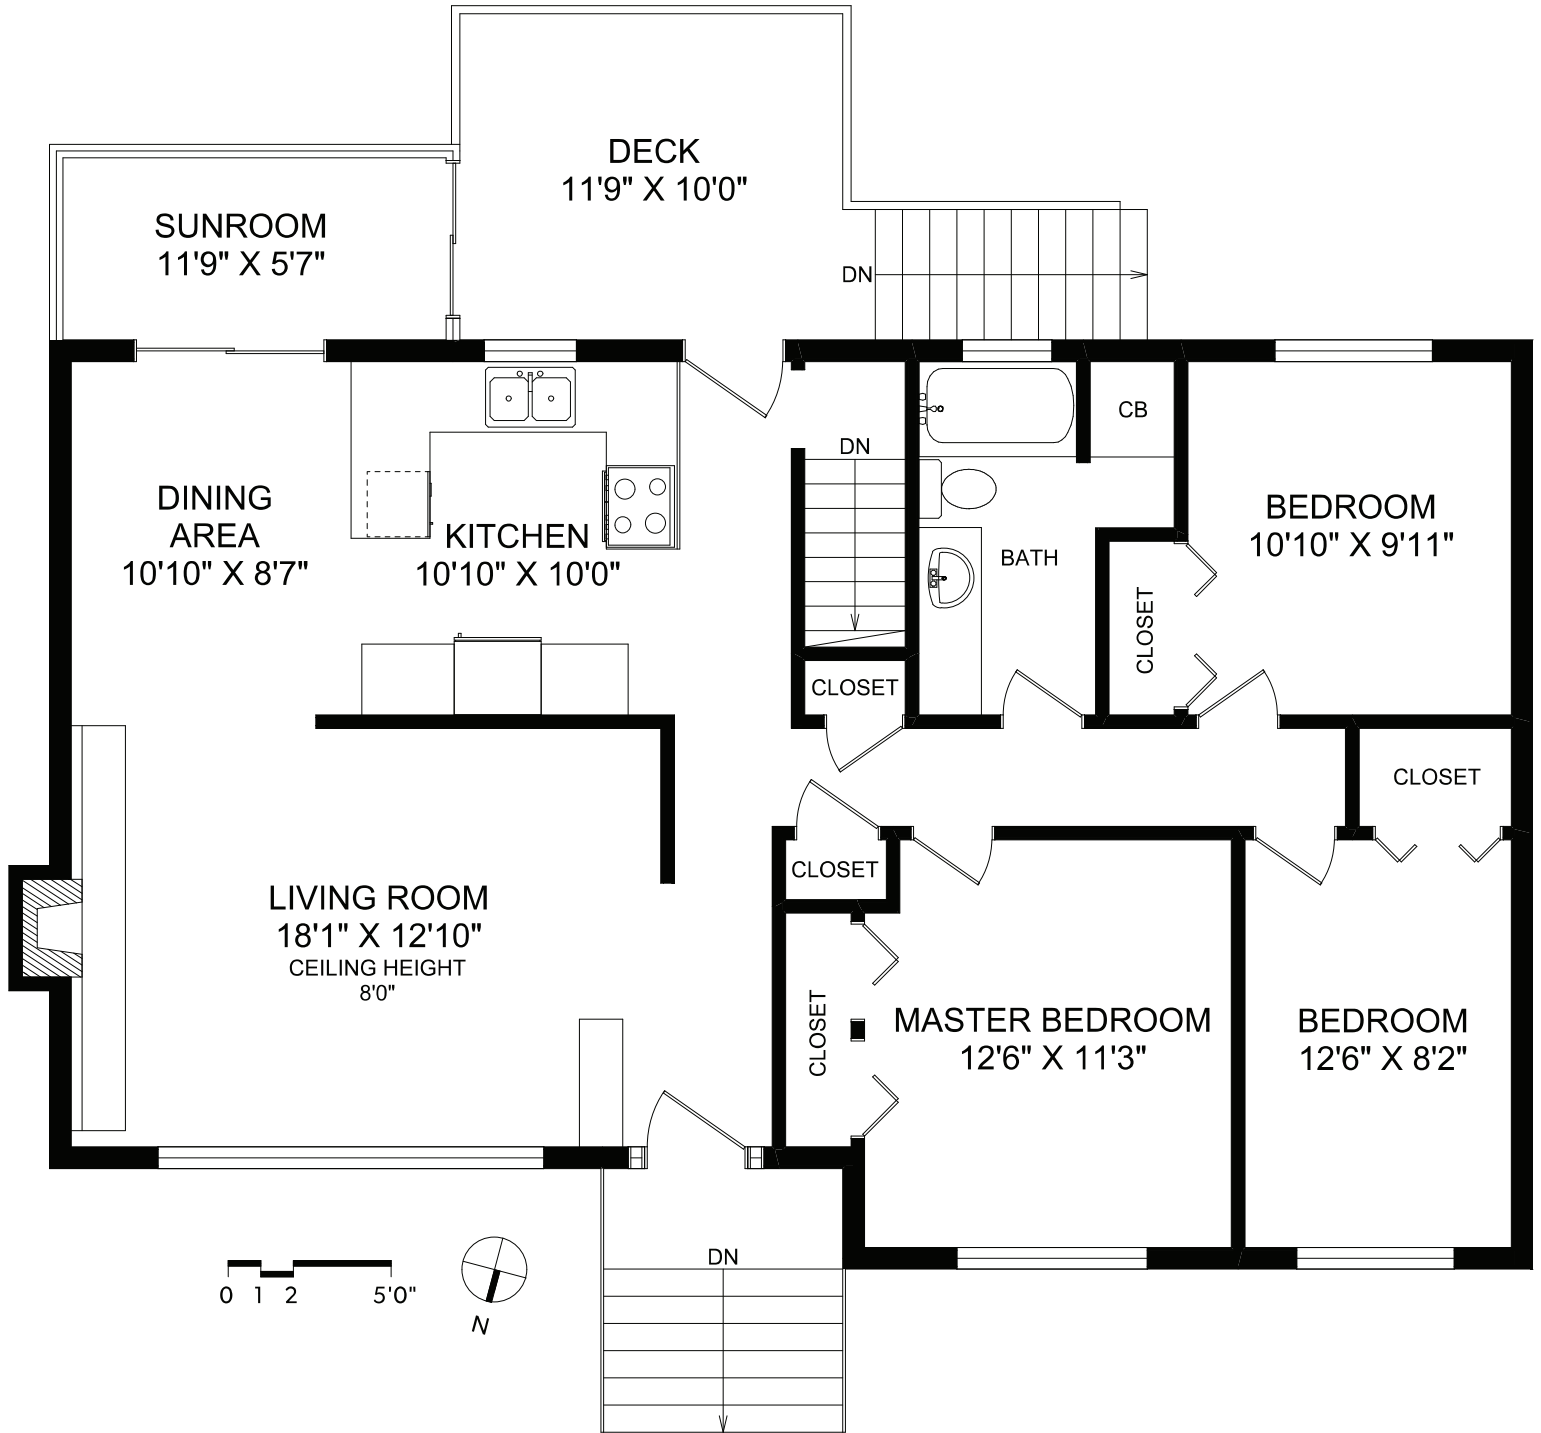 DECK
11'9" X 10'0"
SUNROOM
11'9" X 5'7"
DN
CB
DN
DINING
AREA
10'10" X 8'7"
KITCHEN
10'10" X 10'0"
BATH
BEDROOM
10'10" X 9'11"
CLOSET
CLOSET
CLOSET
CLOSET
LIVING ROOM
18'1" X 12'10"
CEILING HEIGHT
8'0"
CLOSET
MASTER BEDROOM
12'6" X 11'3"
BEDROOM
12'6" X 8'2"
DN
0 1 2 5'0"
N